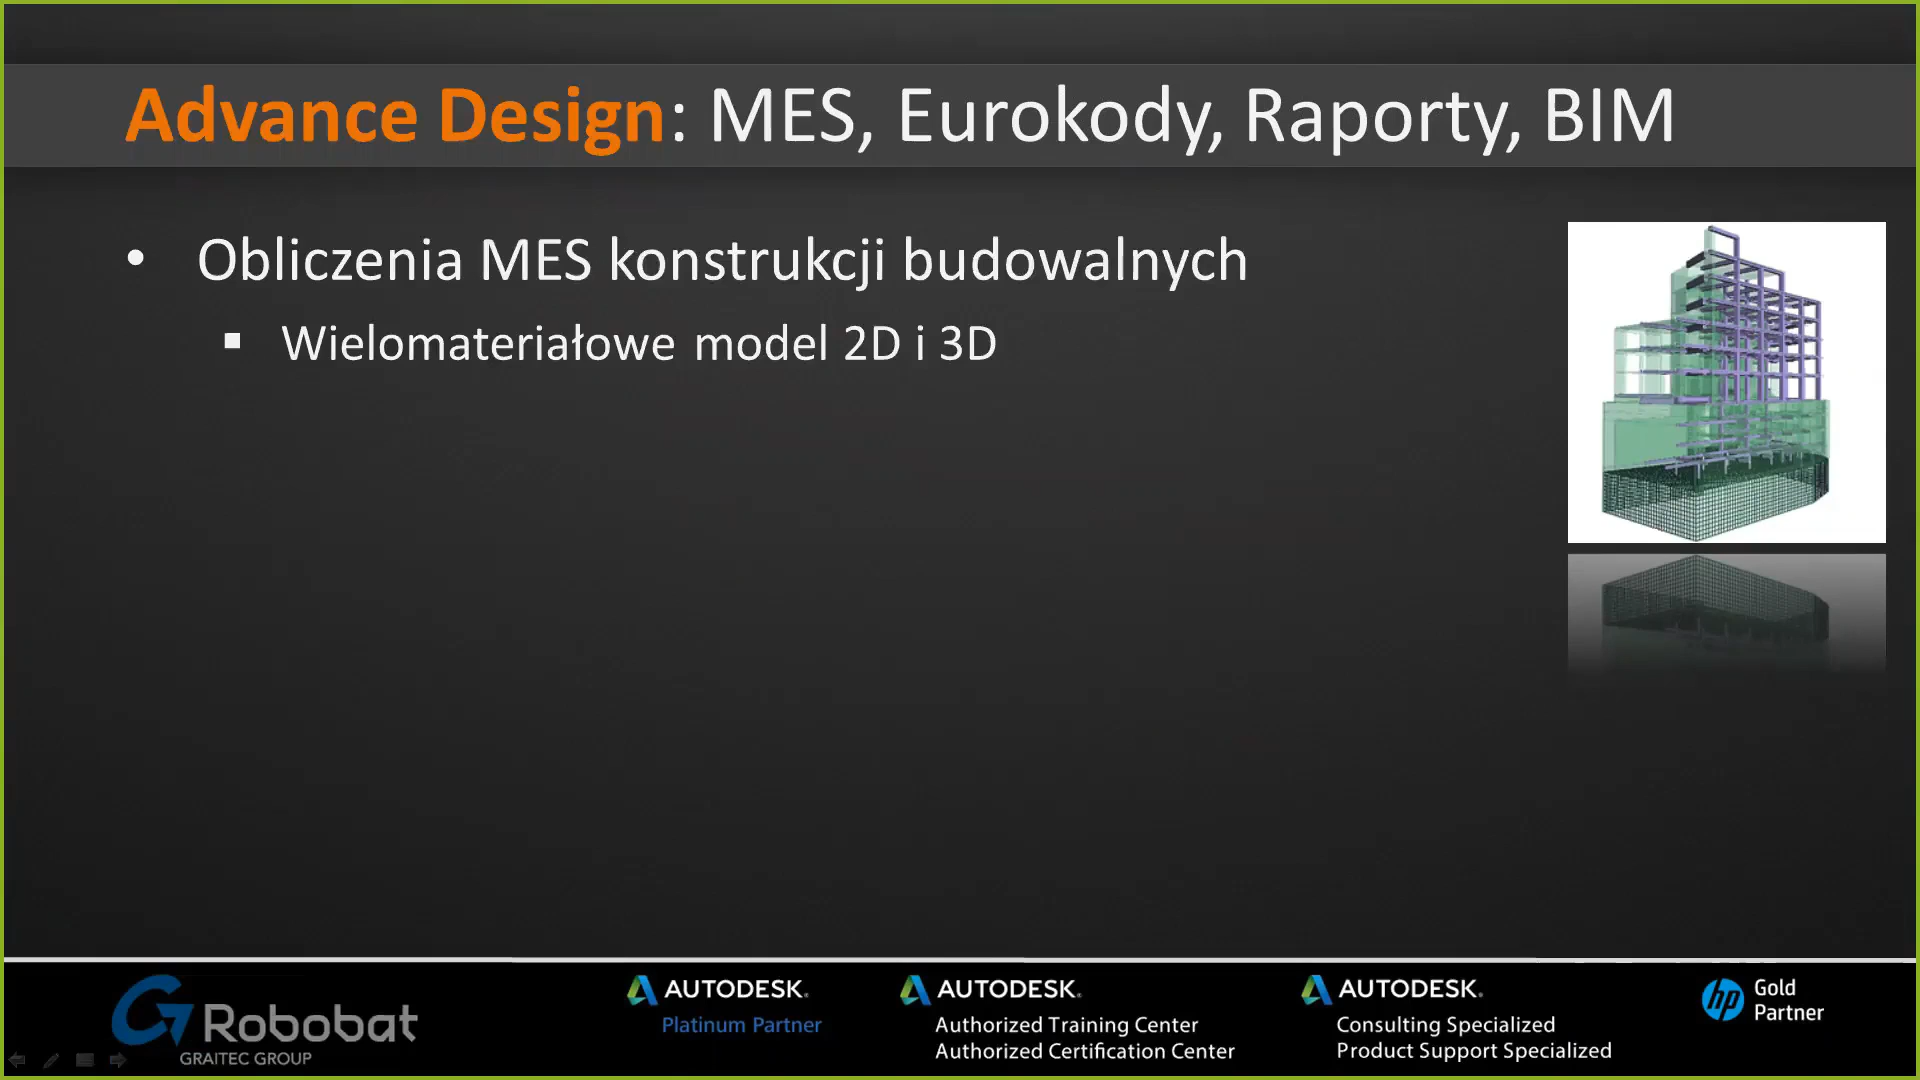 Advance Design: MES, Eurokody, Raporty, BIM
• Obliczenia MES konstrukcji budowalnych
▪ Wielomateriałowe model 2D i 3D
Robobat
GRAITEC GROUP
AUTODESK.
Platinum Partner
AUTODESK.
Authorized Training Center
Authorized Certification Center
AUTODESK.
Consulting Specialized
Product Support Specialized
hp
Gold
Partner